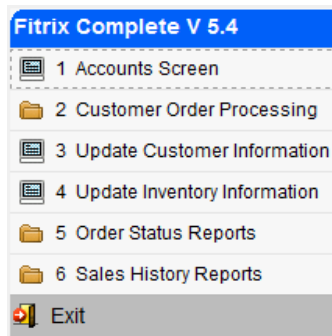 Fitrix Complete V 5.4
1 Accounts Screen
2 Customer Order Processing
3 Update Customer Information
4 Update Inventory Information
5 Order Status Reports
6 Sales History Reports
Exit